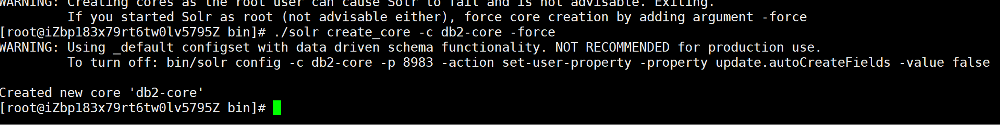 WARNING: Creating cores as the root user can cause Solr to fail and is not advisable. Exiting.
If you started Solr as root (not advisable either), force core creation by adding argument -force
[root@iZbp183x79rt6tw0lv5795Z bin]# ./solr create_core -c db2-core -force
WARNING: Using _default configset with data driven schema functionality. NOT RECOMMENDED for production use.
To turn off: bin/solr config -c db2-core -p 8983 -action set-user-property -property update.autoCreateFields -value false
Created new core 'db2-core'
[root@iZbp183x79rt6tw0lv5795Z bin]#